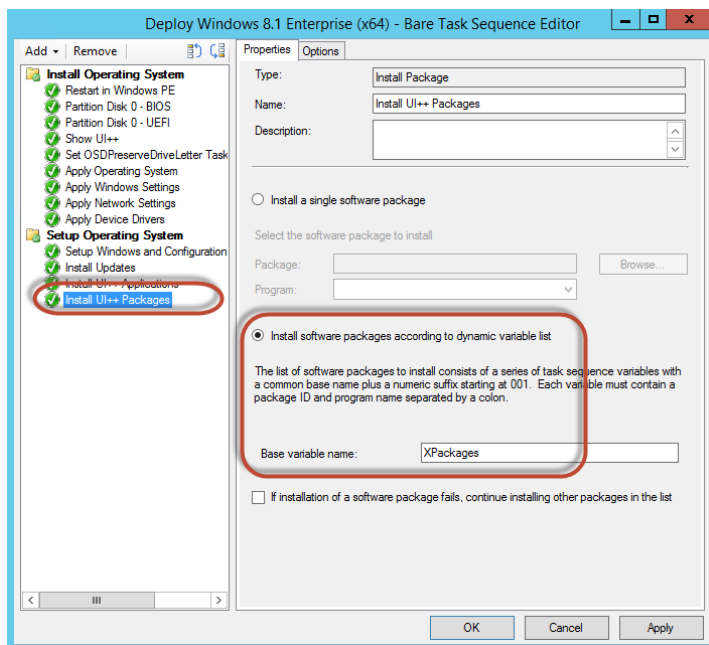 Deploy Windows 8.1 Enterprise (x64) - Bare Task Sequence Editor
Add Remove
Install Operating System
Restart in Windows PE
Partition Disk 0 - BIOS
Partition Disk 0 - UEFI
Show UI++
Set OSDPreserveDriveLetter Task
Apply Operating System
Apply Windows Settings
Apply Network Settings
Apply Device Drivers
Setup Operating System
Setup Windows and Configuration
Install Updates
Install UI++ Applications
Install UI++ Packages
Properties Options
Type: Install Package
Name: Install UI++ Packages
Description:
Install a single software package
Select the software package to install
Package: Browse...
Program:
Install software packages according to dynamic variable list
The list of software packages to install consists of a series of task sequence variables with
a common base name plus a numeric suffix starting at 001. Each variable must contain a
package ID and program name separated by a colon.
Base variable name: XPackages
If installation of a software package fails, continue installing other packages in the list
OK Cancel Apply